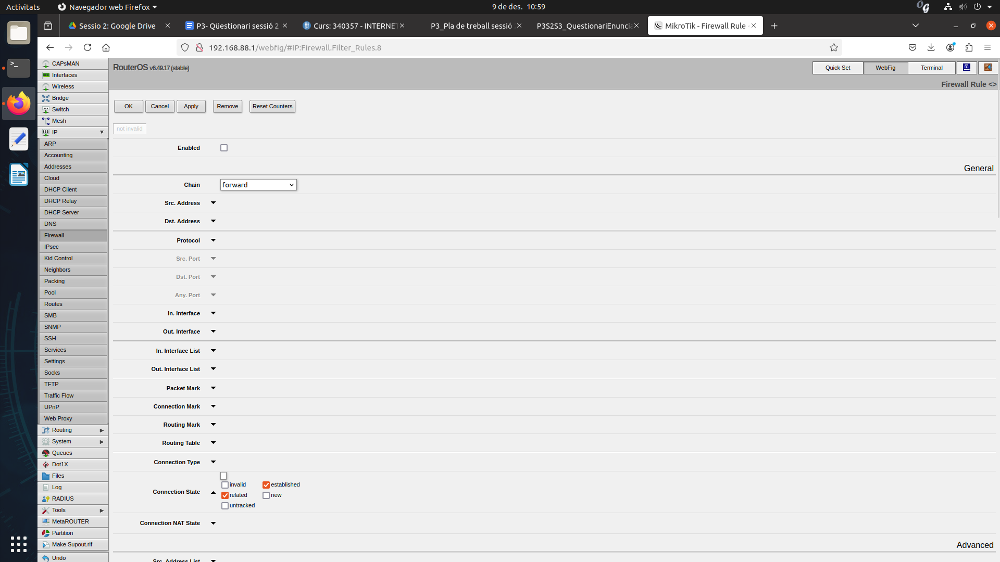 Activitats
Navegador web Firefox
9 de des. 10:59
Sessio 2: Google Drive
P3- Qüestionari sessió 2
Curs: 340357 - INTERNET
P3_Pla de treball sessió
P3S2S3_QuestionariEnuncia
MikroTik - Firewall Rule
192.168.88.1/webfig/#IP:Firewall.Filter_Rules.8
CAPsMAN
Interfaces
Wireless
Bridge
Switch
Mesh
IP
ARP
Accounting
Addresses
Cloud
DHCP Client
DHCP Relay
DHCP Server
DNS
Firewall
IPsec
Kid Control
Neighbors
Packing
Pool
Routes
SMB
SNMP
SSH
Services
Settings
Socks
TFTP
Traffic Flow
UPnP
Web Proxy
Routing
System
Queues
Dot1X
Files
Log
RADIUS
Tools
MetaROUTER
Partition
Make Supout.rif
Undo
RouterOS v6.49.17 (stable)
Quick Set
WebFig
Terminal
Firewall Rule <>
OK
Cancel
Apply
Remove
Reset Counters
not invalid
Enabled
General
Chain
forward
Src. Address
Dst. Address
Protocol
Src. Port
Dst. Port
Any. Port
In. Interface
Out. Interface
In. Interface List
Out. Interface List
Packet Mark
Connection Mark
Routing Mark
Routing Table
Connection Type
Connection State
invalid
established
related
new
untracked
Connection NAT State
Advanced
Src. Address List